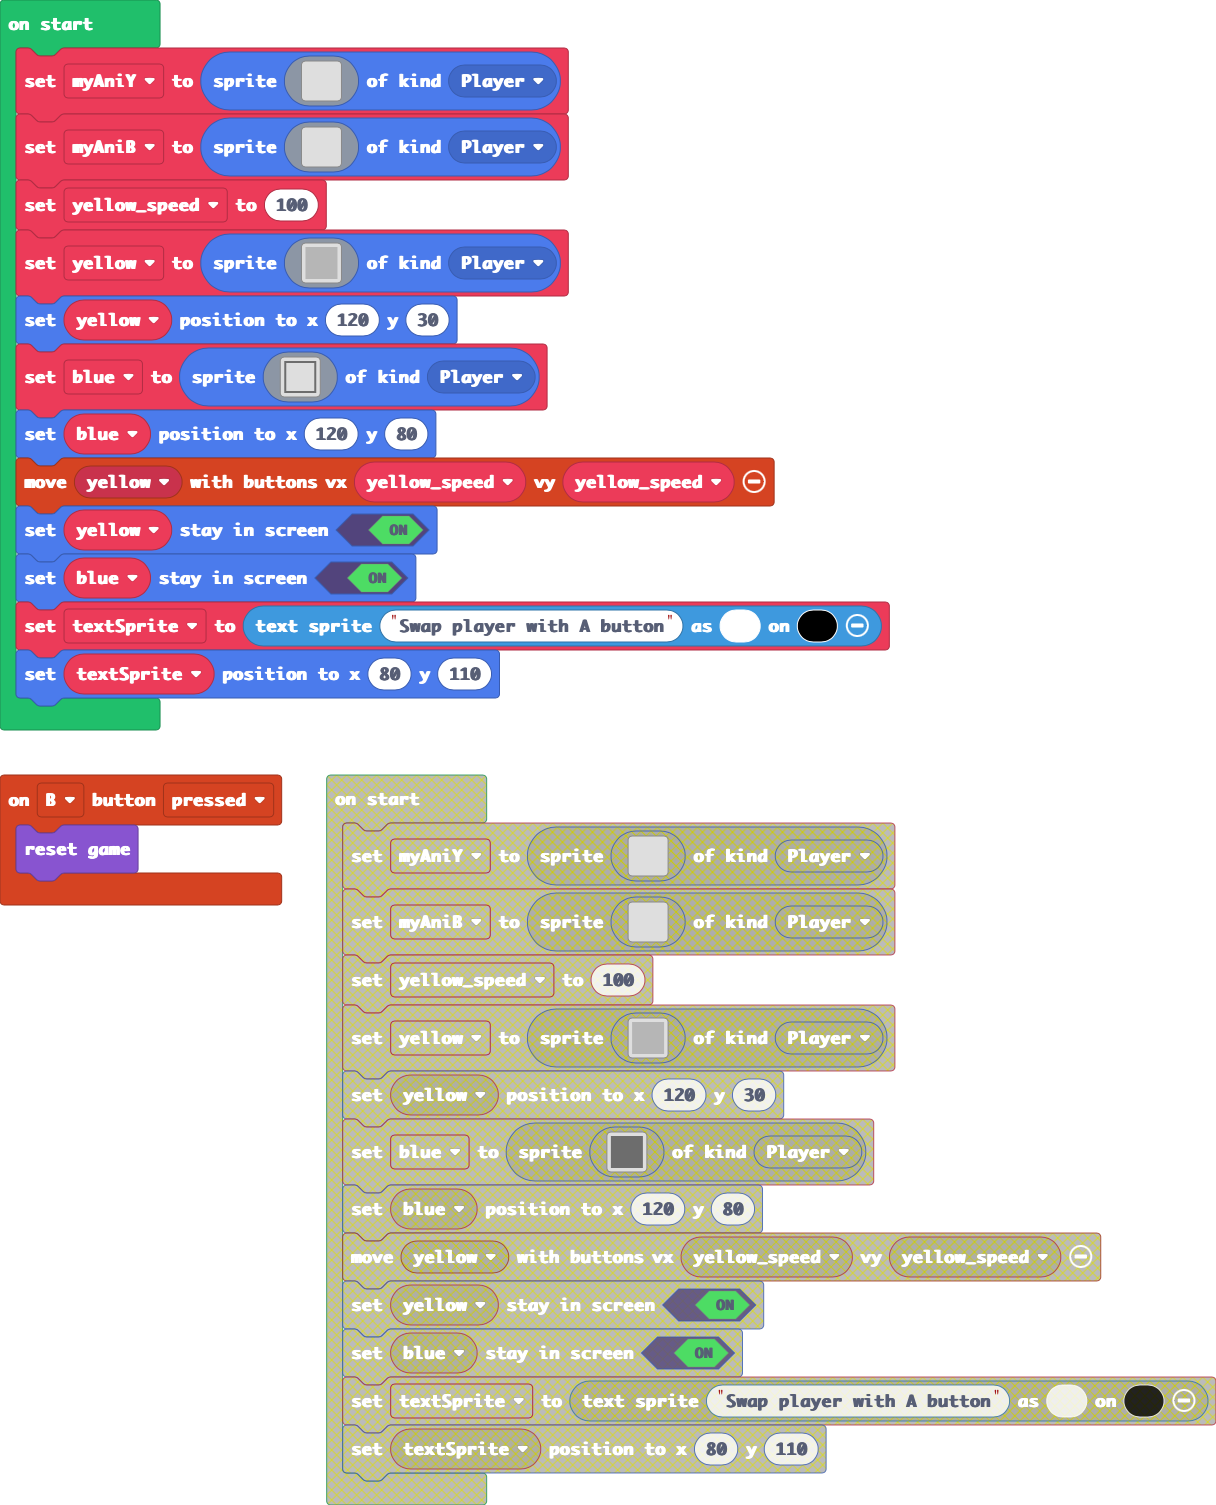 on start
set myAniY to sprite of kind Player
set myAniB to sprite of kind Player
set yellow_speed to 100
set yellow to sprite of kind Player
set yellow position to x 120 y 30
set blue to sprite of kind Player
set blue position to x 120 y 80
move yellow with buttons vx yellow_speed vy yellow_speed
set yellow stay in screen ON
set blue stay in screen ON
set textSprite to text sprite "Swap player with A button" as on
set textSprite position to x 80 y 110
on B button pressed
reset game
on start
set myAniY to sprite of kind Player
set myAniB to sprite of kind Player
set yellow_speed to 100
set yellow to sprite of kind Player
set yellow position to x 120 y 30
set blue to sprite of kind Player
set blue position to x 120 y 80
move yellow with buttons vx yellow_speed vy yellow_speed
set yellow stay in screen ON
set blue stay in screen ON
set textSprite to text sprite "Swap player with A button" as on
set textSprite position to x 80 y 110